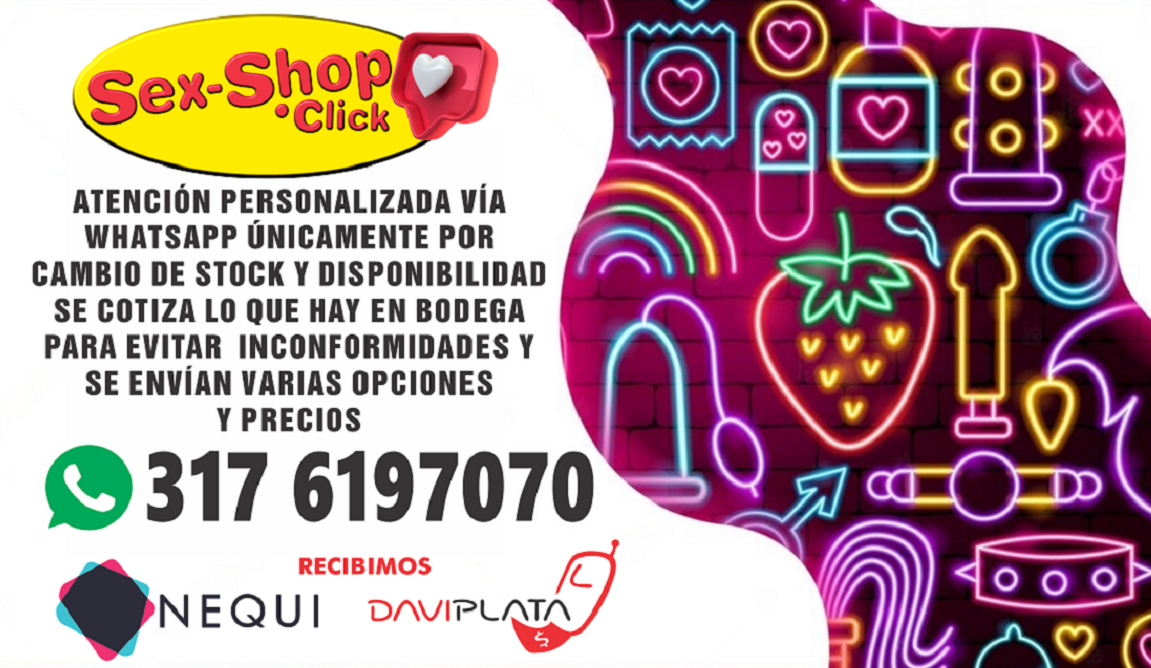 Sex-Shop
.Click
ATENCIÓN PERSONALIZADA VÍA
WHATSAPP ÚNICAMENTE POR
CAMBIO DE STOCK Y DISPONIBILIDAD
SE COTIZA LO QUE HAY EN BODEGA
PARA EVITAR INCONFORMIDADES Y
SE ENVÍAN VARIAS OPCIONES
Y PRECIOS
317 6197070
RECIBIMOS
NEQUI
DAVIPLATA
$
XX